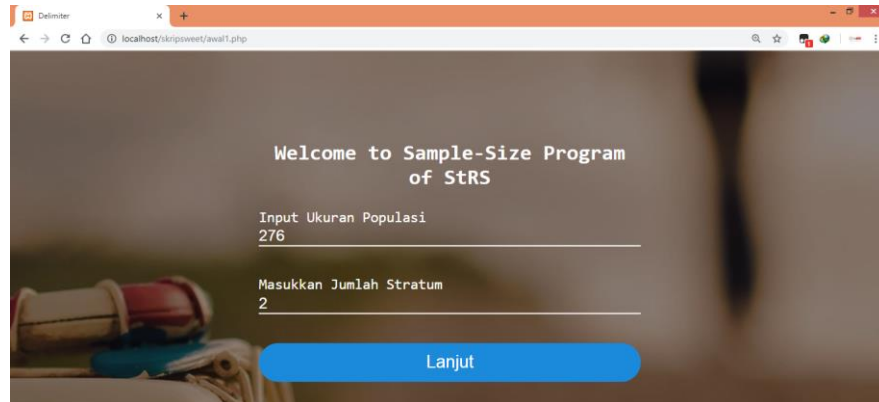 Delimiter
localhost/skripsweet/awal1.php
1
Welcome to Sample-Size Program
of StRS
Input Ukuran Populasi
276
Masukkan Jumlah Stratum
2
Lanjut